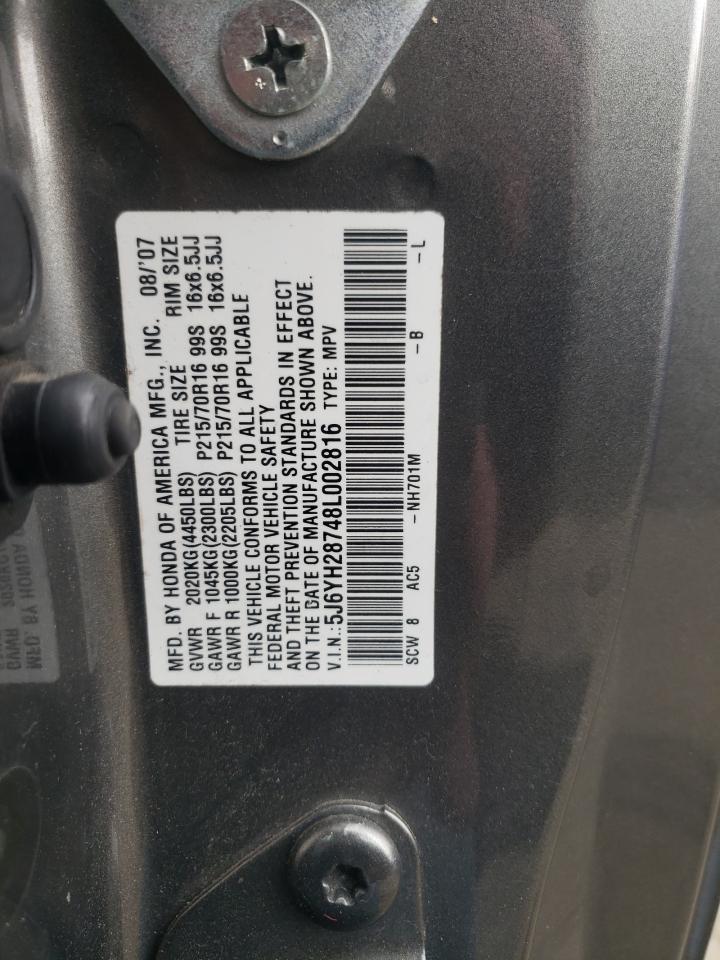 MFD. BY HONDA OF AMERICA MFG., INC. 08/'07
GVWR 2020KG(4450LBS) TIRE SIZE RIM SIZE
GAWR F 1045KG(2300LBS) P215/70R16 99S 16x6.5JJ
GAWR R 1000KG(2205LBS) P215/70R16 99S 16x6.5JJ
THIS VEHICLE CONFORMS TO ALL APPLICABLE
FEDERAL MOTOR VEHICLE SAFETY
AND THEFT PREVENTION STANDARDS IN EFFECT
ON THE DATE OF MANUFACTURE SHOWN ABOVE.
V.I.N.:5J6YH28748L002816 TYPE: MPV
SCW 8 AC5 -NH701M -B -L